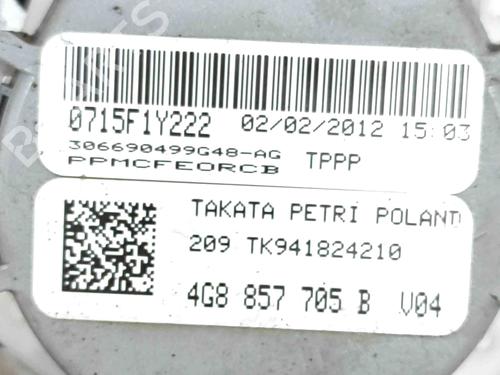 0715F1Y222 02/02/2012 15:03
306690499G48-AG TPPP
PPMCFEORCB
TAKATA PETRI POLAND
209 TK941824210
4G8 857 705 B V04